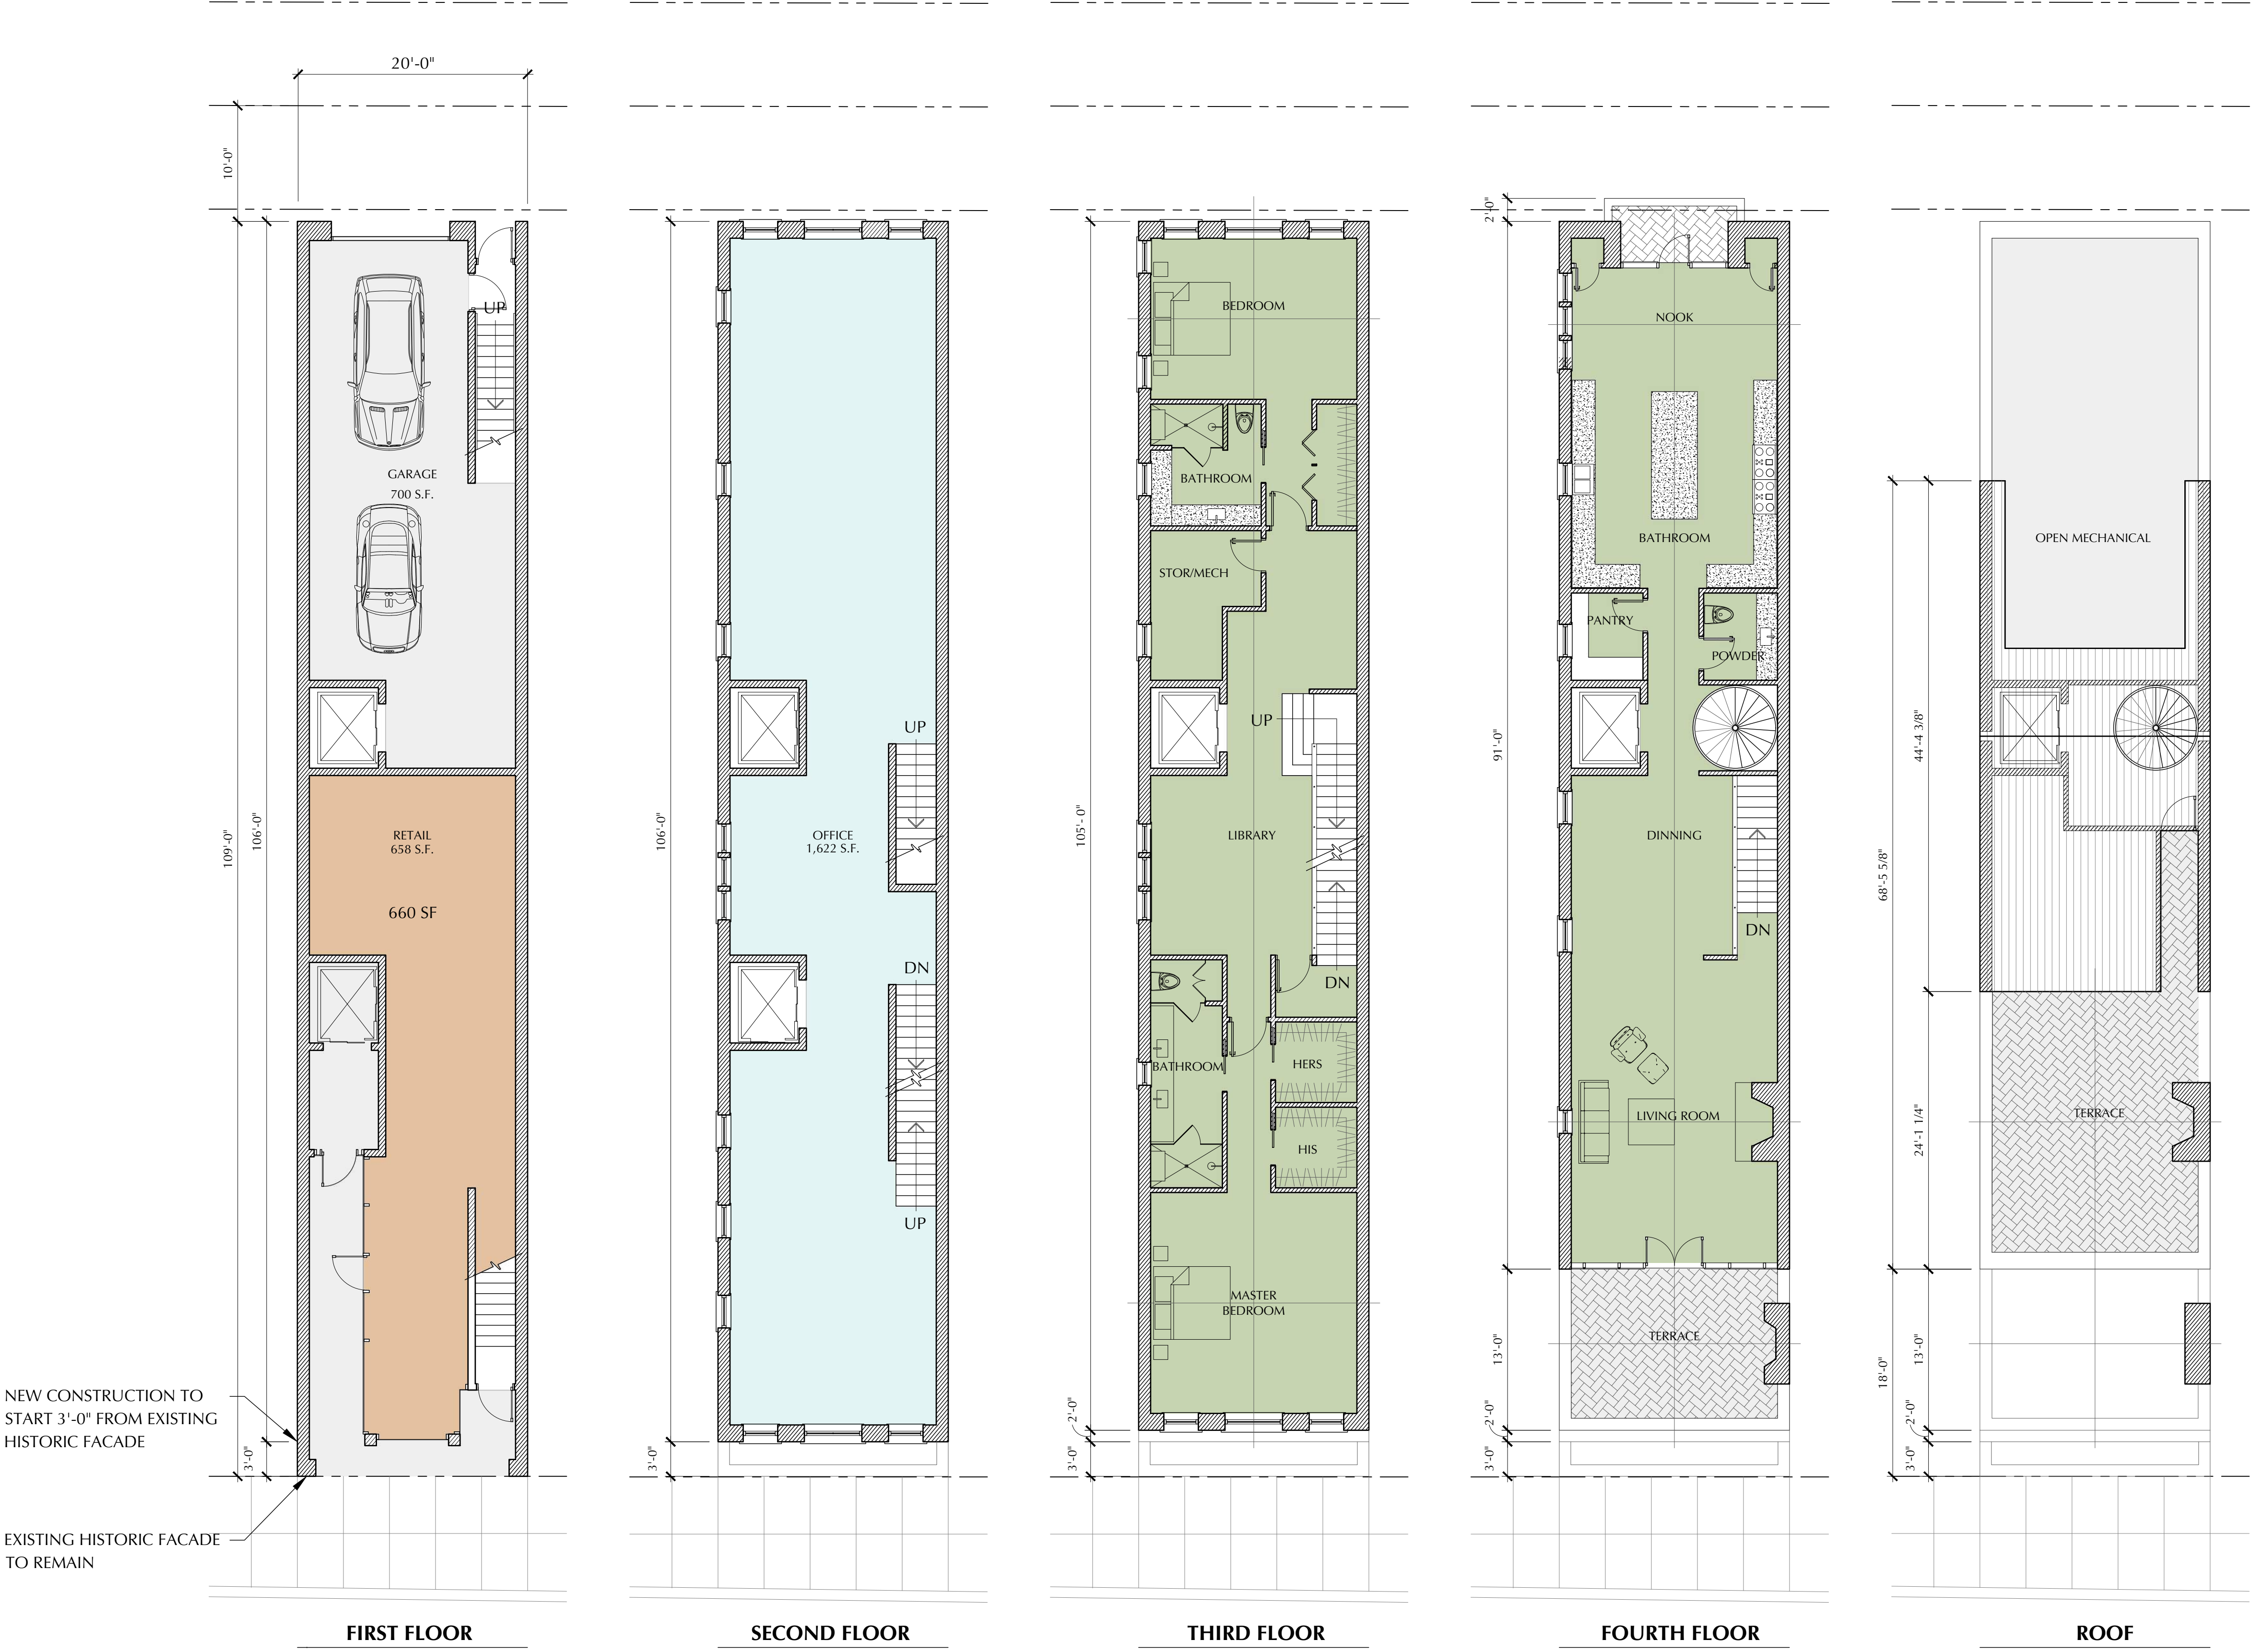 20'-0"
10'-0"
109'-0"
106'-0"
3'-0"
UP
GARAGE
700 S.F.
RETAIL
658 S.F.
660 SF
NEW CONSTRUCTION TO
START 3'-0" FROM EXISTING
HISTORIC FACADE
EXISTING HISTORIC FACADE
TO REMAIN
FIRST FLOOR
106'-0"
3'-0"
UP
OFFICE
1,622 S.F.
DN
UP
SECOND FLOOR
105'- 0"
2'-0"
3'-0"
BEDROOM
BATHROOM
STOR/MECH
UP
LIBRARY
DN
BATHROOM
HERS
HIS
MASTER
BEDROOM
THIRD FLOOR
2'-0"
91'-0"
13'-0"
2'-0"
3'-0"
NOOK
BATHROOM
PANTRY
POWDER
DINNING
DN
LIVING ROOM
TERRACE
FOURTH FLOOR
68'-5 5/8"
44'-4 3/8"
24'-1 1/4"
18'-0"
13'-0"
2'-0"
3'-0"
OPEN MECHANICAL
TERRACE
ROOF